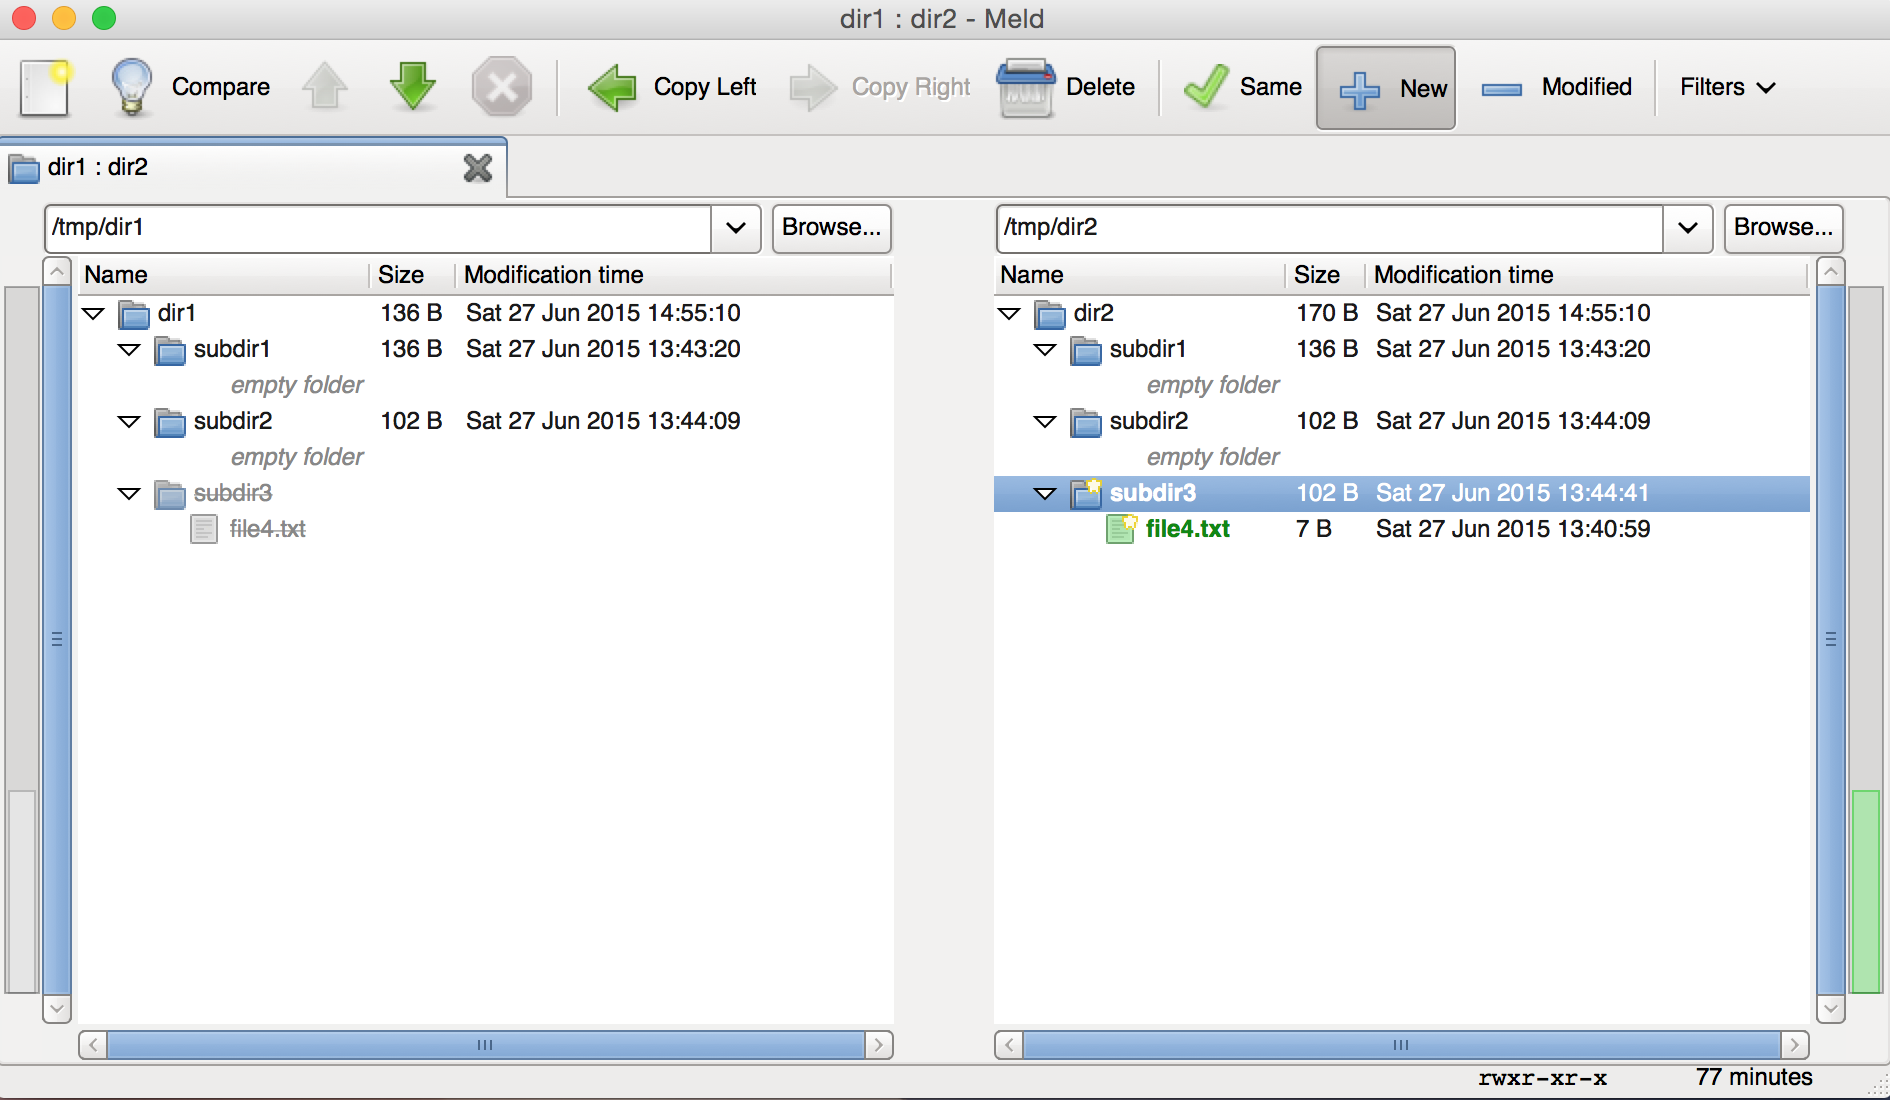 dir1 : dir2 - Meld
Compare Copy Left Copy Right Delete Same New Modified Filters
dir1 : dir2
/tmp/dir1 Browse... /tmp/dir2 Browse...
Name Size Modification time Name Size Modification time
dir1 136 B Sat 27 Jun 2015 14:55:10 dir2 170 B Sat 27 Jun 2015 14:55:10
subdir1 136 B Sat 27 Jun 2015 13:43:20 subdir1 136 B Sat 27 Jun 2015 13:43:20
empty folder empty folder
subdir2 102 B Sat 27 Jun 2015 13:44:09 subdir2 102 B Sat 27 Jun 2015 13:44:09
empty folder empty folder
subdir3 subdir3 102 B Sat 27 Jun 2015 13:44:41
file4.txt file4.txt 7 B Sat 27 Jun 2015 13:40:59
rwxr-xr-x 77 minutes